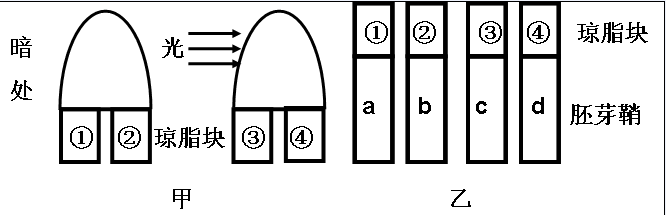 暗处
光
① ② 琼脂块 ③ ④
甲
① ② ③ ④ 琼脂块
a b c d 胚芽鞘
乙